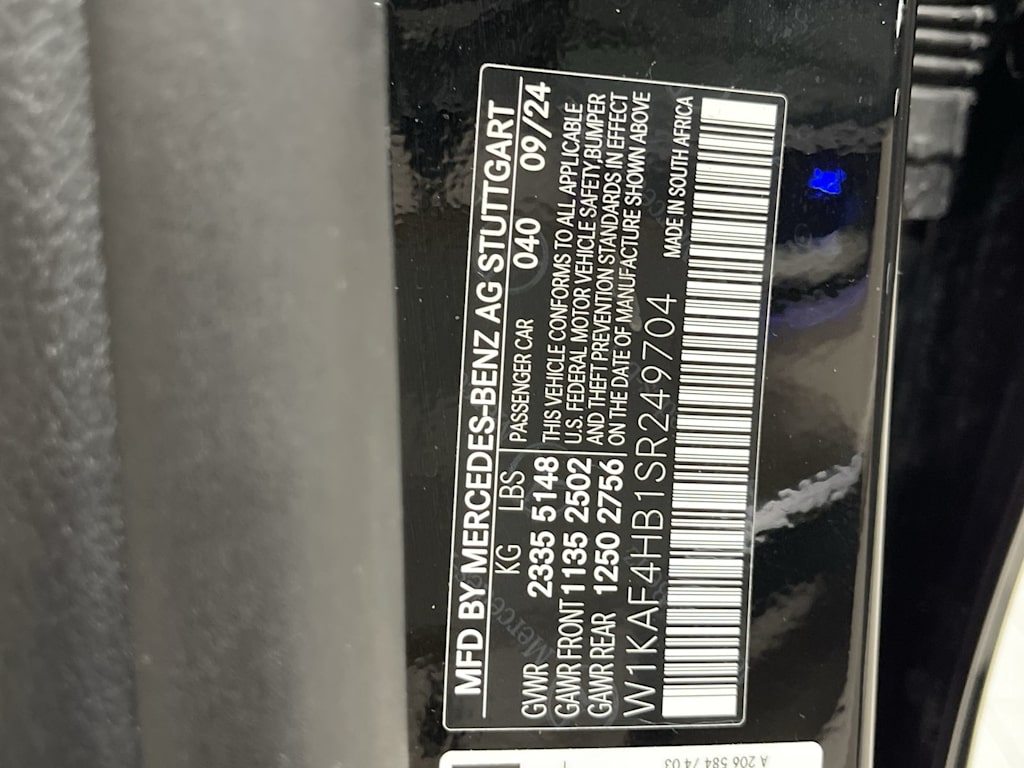 MFD BY MERCEDES-BENZ AG STUTTGART
KG LBS PASSENGER CAR 040 09/24
GVWR 2335 5148 THIS VEHICLE CONFORMS TO ALL APPLICABLE
GAWR FRONT 1135 2502 U.S. FEDERAL MOTOR VEHICLE SAFETY,BUMPER
GAWR REAR 1250 2756 AND THEFT PREVENTION STANDARDS IN EFFECT
ON THE DATE OF MANUFACTURE SHOWN ABOVE
W1KAF4HB1SR249704 MADE IN SOUTH AFRICA
A 206 584 74 03